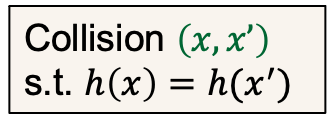 Collision (x, x′)
s.t. h(x) = h(x′)